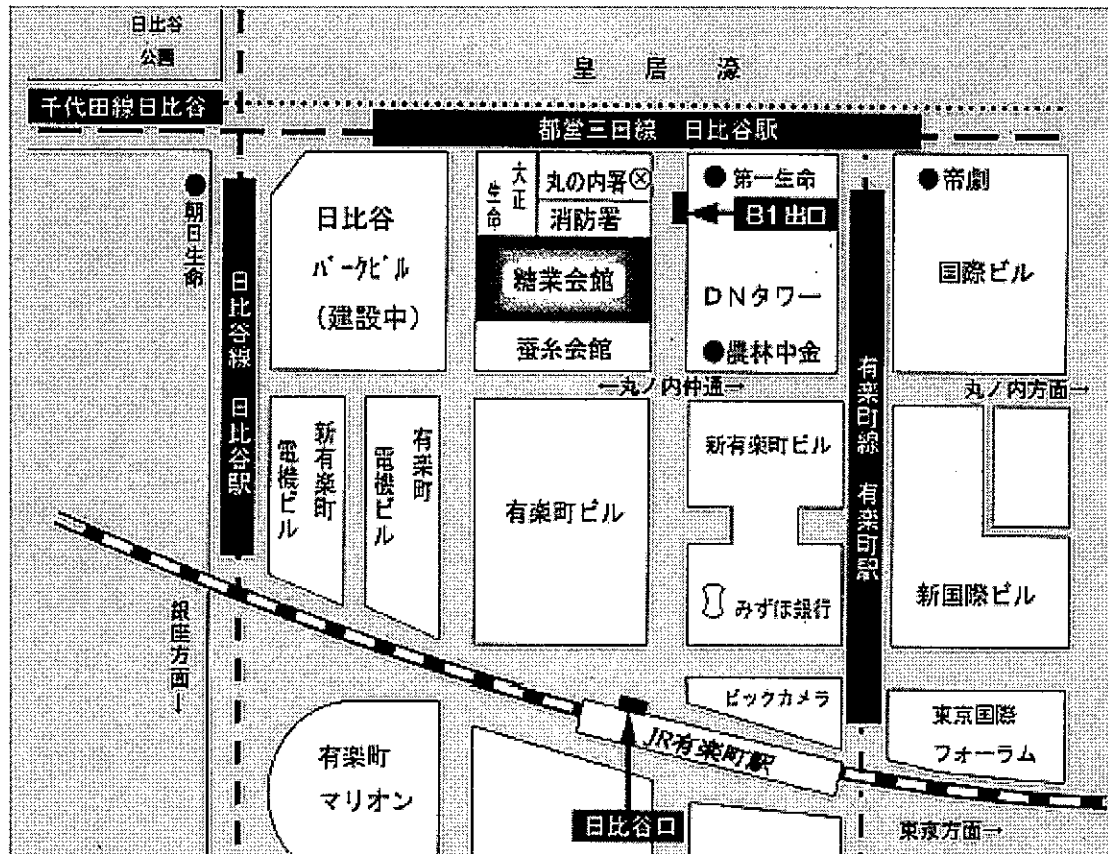 日比谷
公園
皇居濠
千代田線日比谷
都営三田線 日比谷駅
朝日生命
日比谷線 日比谷駅
日比谷
パークビル
(建設中)
大正
生命
丸の内署
消防署
糖業会館
蚕糸会館
第一生命
B1出口
DNタワー
農林中金
帝劇
国際ビル
←丸ノ内仲通→
丸ノ内方面→
有楽町線 有楽町駅
新有楽町
電機ビル
有楽町
電機ビル
有楽町ビル
新有楽町ビル
みずほ銀行
新国際ビル
銀座方面→
ビックカメラ
JR有楽町駅
東京国際
フォーラム
有楽町
マリオン
日比谷口
東京方面→